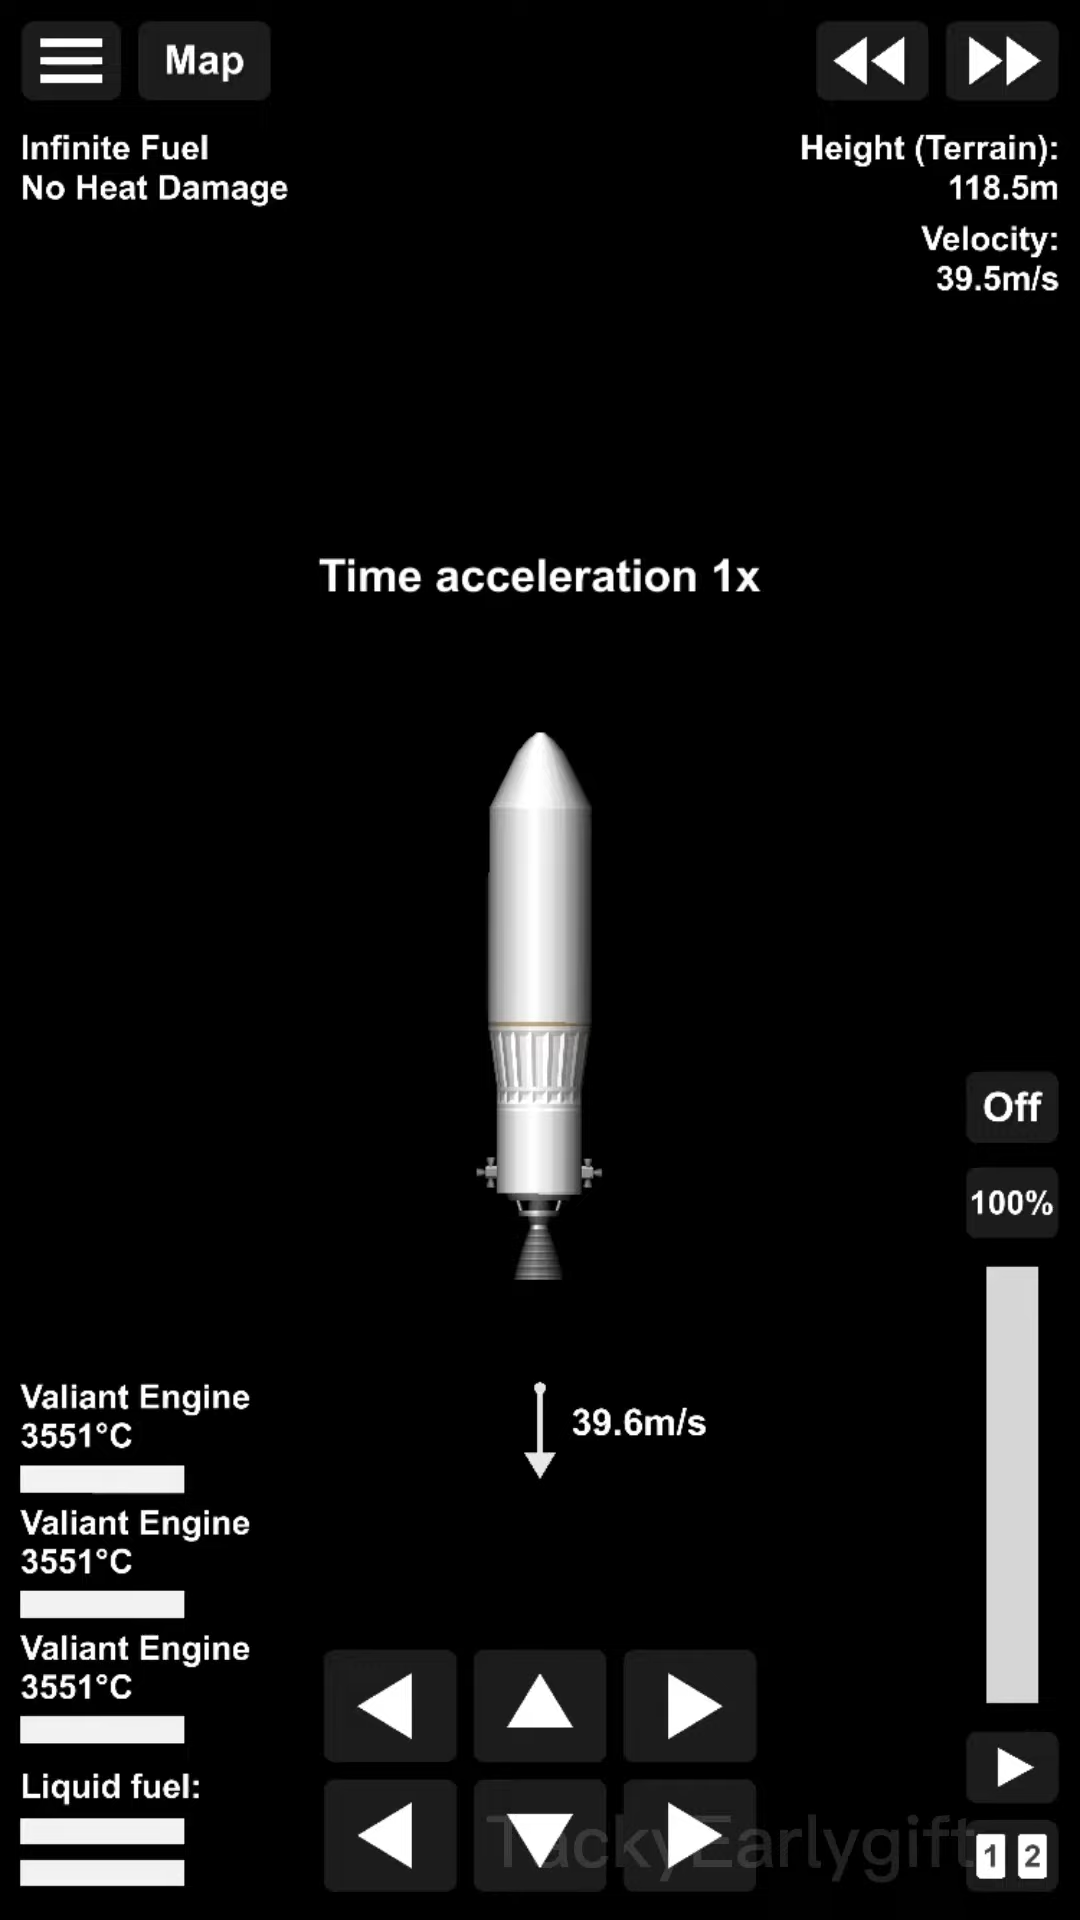 Map
Infinite Fuel
No Heat Damage
Height (Terrain):
118.5m
Velocity:
39.5m/s
Time acceleration 1x
Off
100%
Valiant Engine
3551°C
39.6m/s
Valiant Engine
3551°C
Valiant Engine
3551°C
Liquid fuel:
TackyEarlygift
1 2